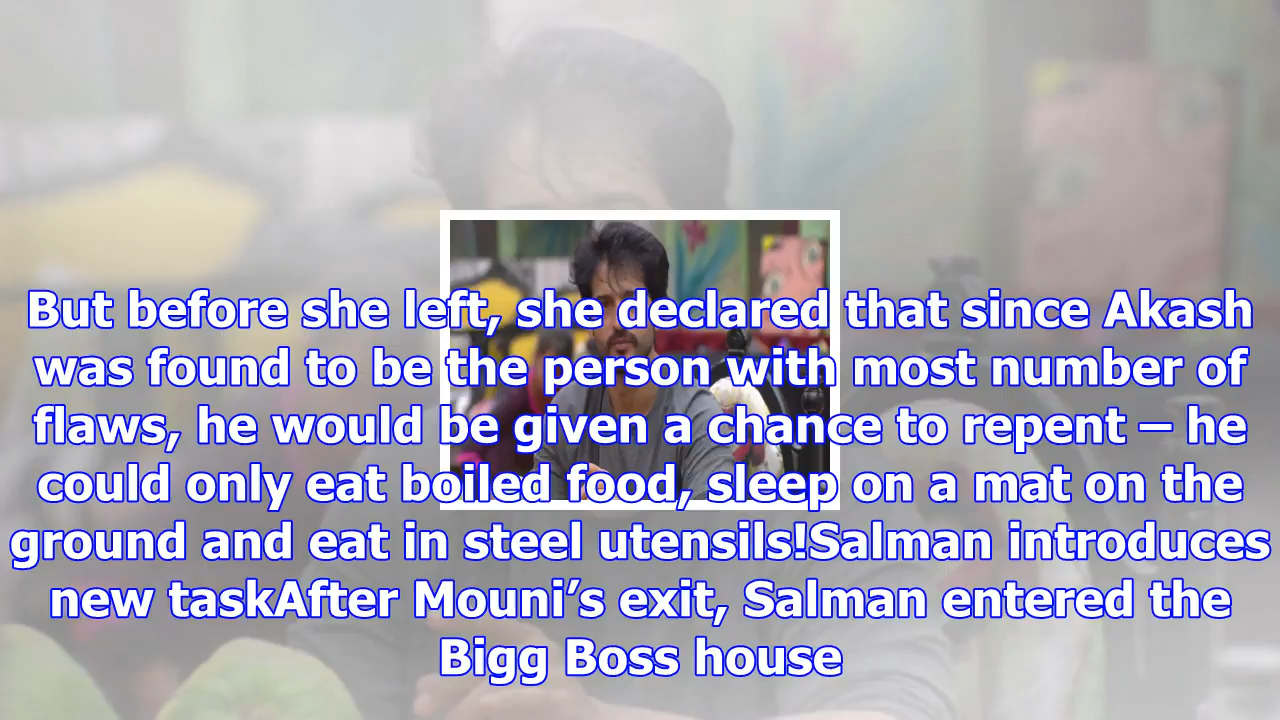 But before she left, she declared that since Akash
was found to be the person with most number of
flaws, he would be given a chance to repent – he
could only eat boiled food, sleep on a mat on the
ground and eat in steel utensils!Salman introduces
new taskAfter Mouni’s exit, Salman entered the
Bigg Boss house